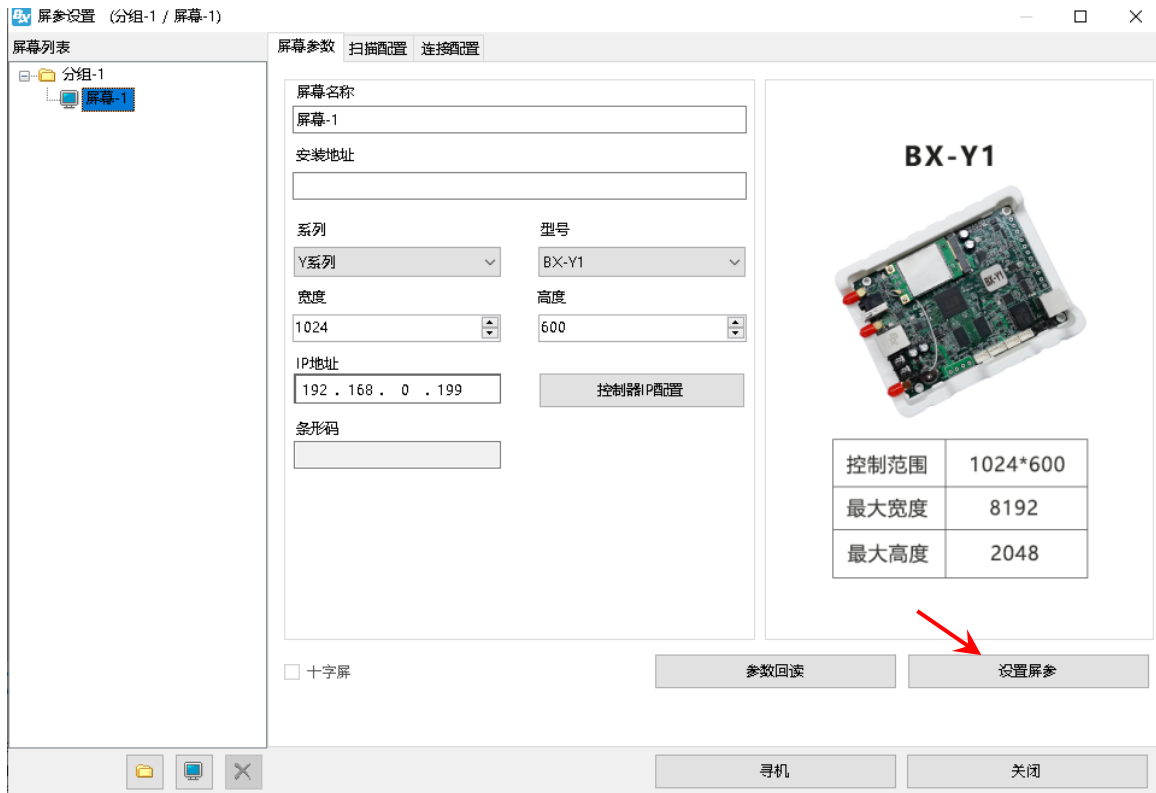 BX 屏参设置 (分组-1 / 屏幕-1)
屏幕列表
分组-1
屏幕-1
屏幕参数 扫描配置 连接配置
屏幕名称
屏幕-1
安装地址
系列 型号
Y系列 BX-Y1
宽度 高度
1024 600
IP地址
192 . 168 . 0 . 199 控制器IP配置
条形码
BX-Y1
BX-Y1
控制范围 1024*600
最大宽度 8192
最大高度 2048
十字屏 参数回读 设置屏参
寻机 关闭